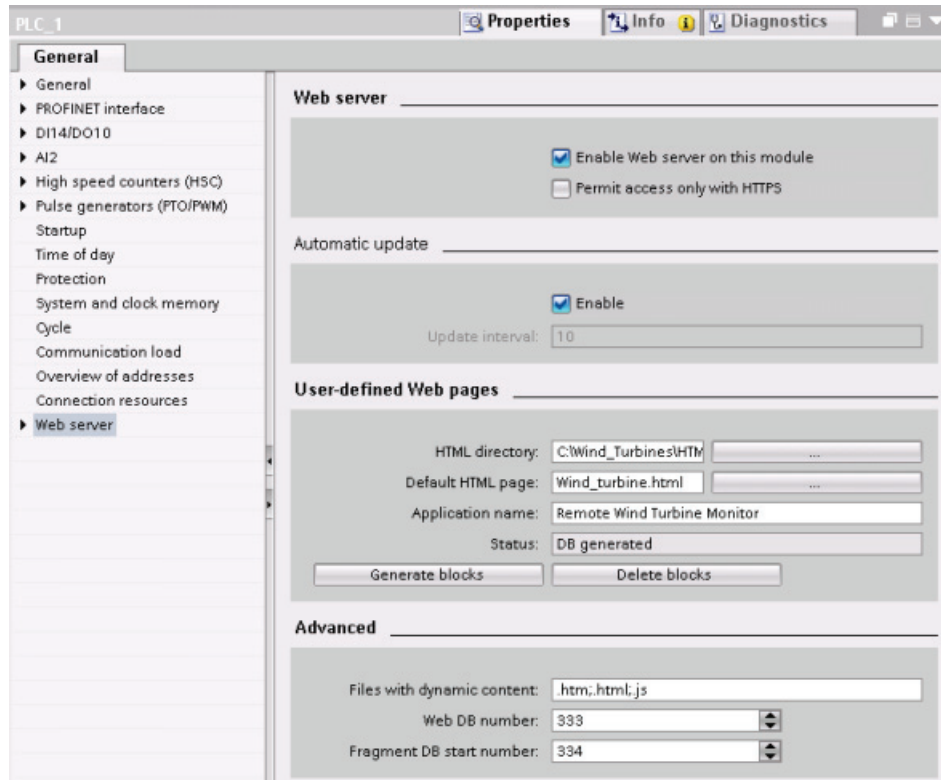 PLC_1
Properties
Info
Diagnostics
General
General
PROFINET interface
DI14/DO10
AI2
High speed counters (HSC)
Pulse generators (PTO/PWM)
Startup
Time of day
Protection
System and clock memory
Cycle
Communication load
Overview of addresses
Connection resources
Web server
Web server
Enable Web server on this module
Permit access only with HTTPS
Automatic update
Enable
Update interval: 10
User-defined Web pages
HTML directory: C:\Wind_Turbines\HTM ...
Default HTML page: Wind_turbine.html ...
Application name: Remote Wind Turbine Monitor
Status: DB generated
Generate blocks Delete blocks
Advanced
Files with dynamic content: .htm;.html;.js
Web DB number: 333
Fragment DB start number: 334